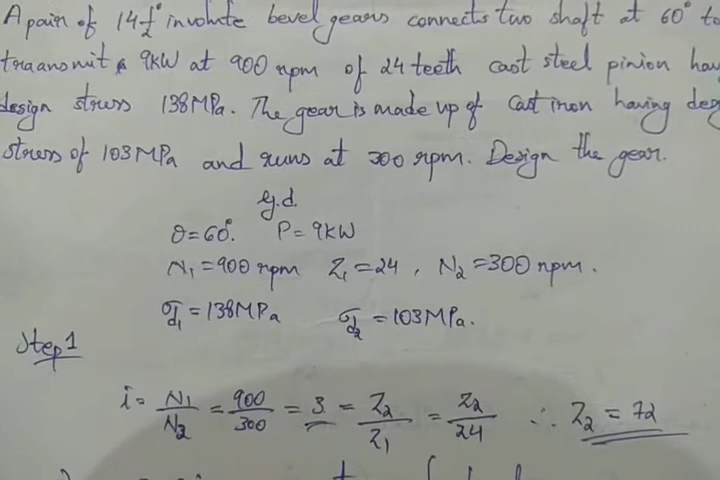 A pair of 14½° involute bevel gears connects two shaft at 60° to
traansmit 9kW at 900 rpm of 24 teeth cast steel pinion hav
design stress 138MPa. The gear is made up of Cast iron having des
stress of 103MPa and runs at 300 rpm. Design the gear.
g.d.
θ=60°. P=9kW
N₁=900 rpm Z₁=24, N₂=300 rpm.
σd₁=138MPa σd₂=103MPa.
Step 1
i= N₁/N₂ = 900/300 = 3 = Z₂/Z₁ = Z₂/24 ∴ Z₂ = 72